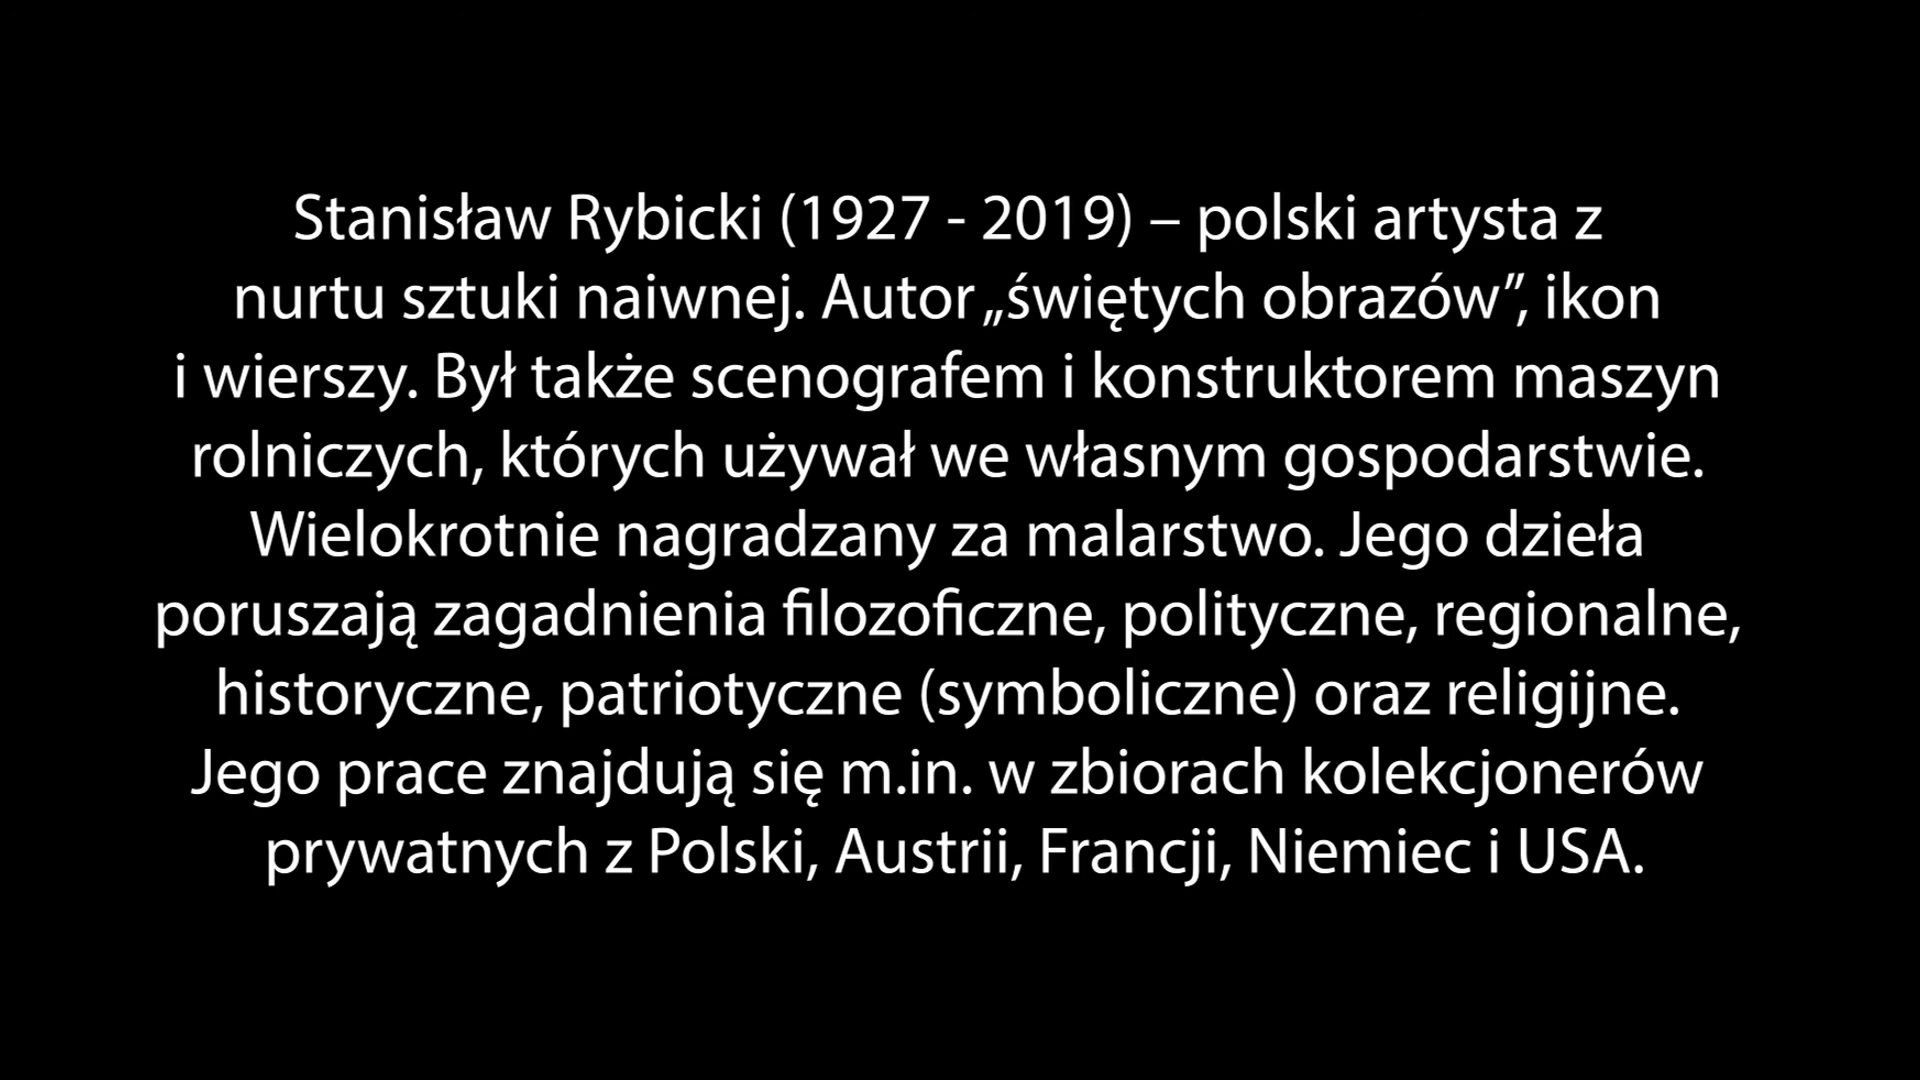 Stanisław Rybicki (1927 - 2019) – polski artysta z
nurtu sztuki naiwnej. Autor „świętych obrazów”, ikon
i wierszy. Był także scenografem i konstruktorem maszyn
rolniczych, których używał we własnym gospodarstwie.
Wielokrotnie nagradzany za malarstwo. Jego dzieła
poruszają zagadnienia filozoficzne, polityczne, regionalne,
historyczne, patriotyczne (symboliczne) oraz religijne.
Jego prace znajdują się m.in. w zbiorach kolekcjonerów
prywatnych z Polski, Austrii, Francji, Niemiec i USA.